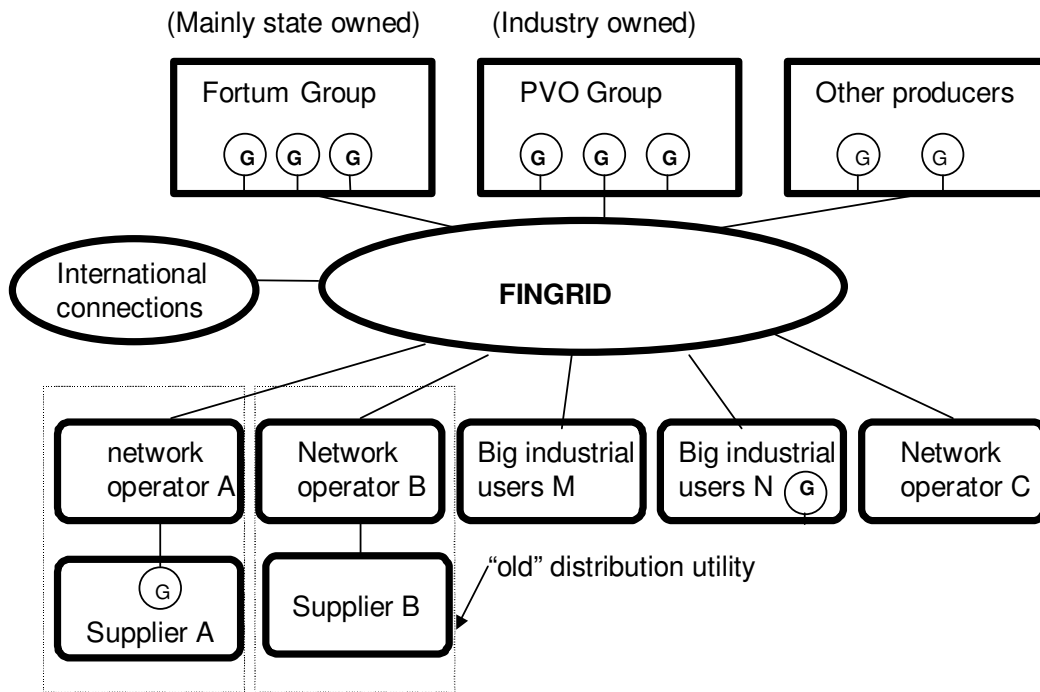 (Mainly state owned)
(Industry owned)
Fortum Group
G G G
PVO Group
G G G
Other producers
G G
International
connections
FINGRID
network
operator A
Network
operator B
Big industrial
users M
Big industrial
users N
G
Network
operator C
G
Supplier A
Supplier B
“old” distribution utility